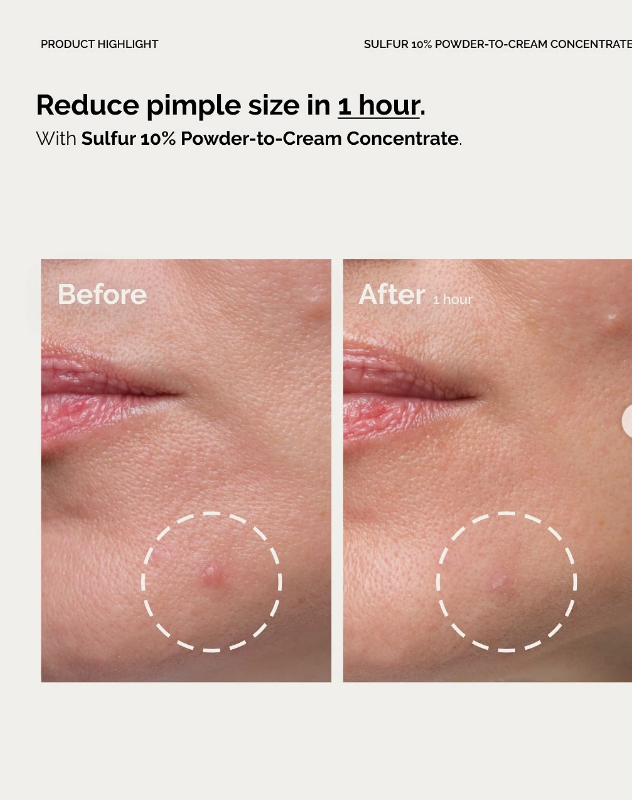 PRODUCT HIGHLIGHT
SULFUR 10% POWDER-TO-CREAM CONCENTRATE
Reduce pimple size in 1 hour.
With Sulfur 10% Powder-to-Cream Concentrate.
Before
After 1 hour